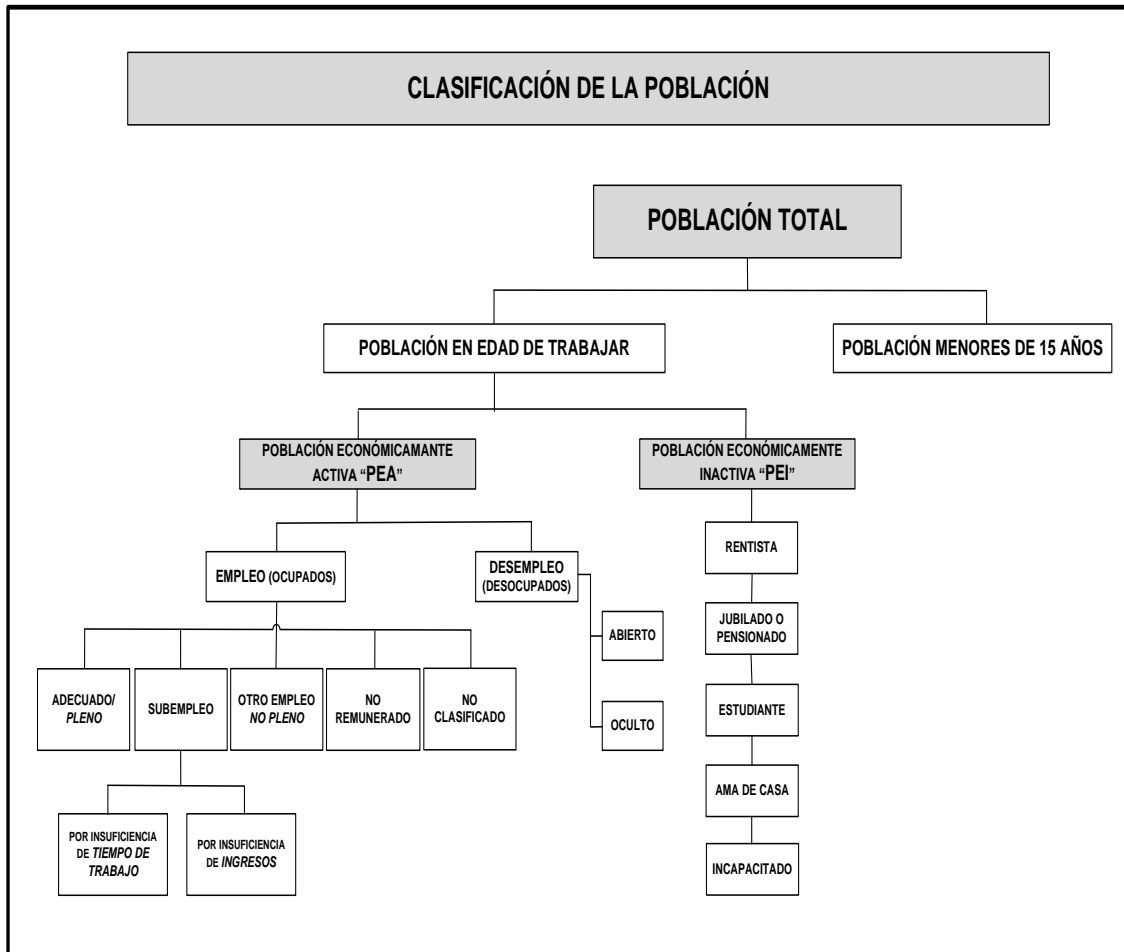 CLASIFICACIÓN DE LA POBLACIÓN
POBLACIÓN TOTAL
POBLACIÓN EN EDAD DE TRABAJAR
POBLACIÓN MENORES DE 15 AÑOS
POBLACIÓN ECONÓMICAMANTE
ACTIVA “PEA”
POBLACIÓN ECONÓMICAMENTE
INACTIVA “PEI”
EMPLEO (OCUPADOS)
DESEMPLEO
(DESOCUPADOS)
ABIERTO
OCULTO
ADECUADO/
PLENO
SUBEMPLEO
OTRO EMPLEO
NO PLENO
NO
REMUNERADO
NO
CLASIFICADO
POR INSUFICIENCIA
DE TIEMPO DE
TRABAJO
POR INSUFICIENCIA
DE INGRESOS
RENTISTA
JUBILADO O
PENSIONADO
ESTUDIANTE
AMA DE CASA
INCAPACITADO